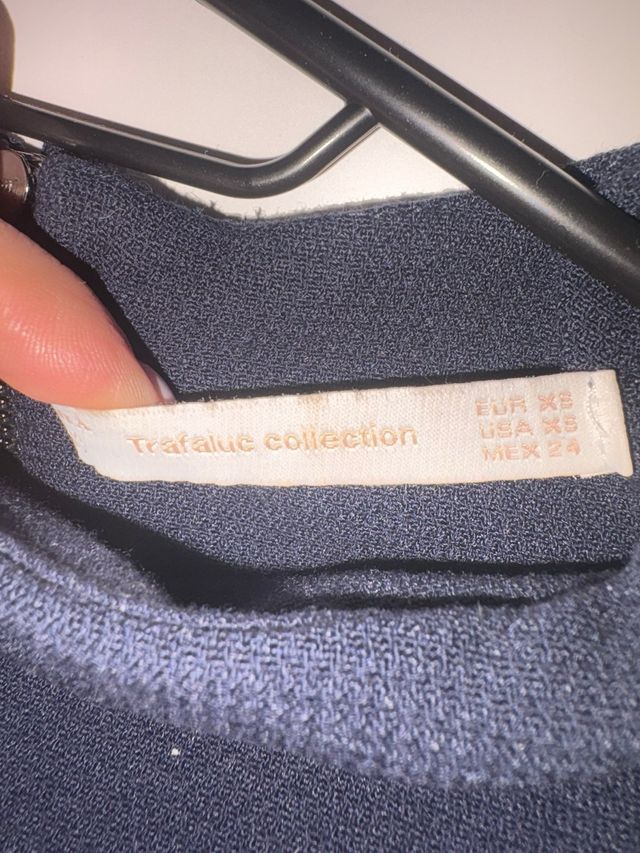 Trafaluc collection
EUR XS
USA XS
MEX 24